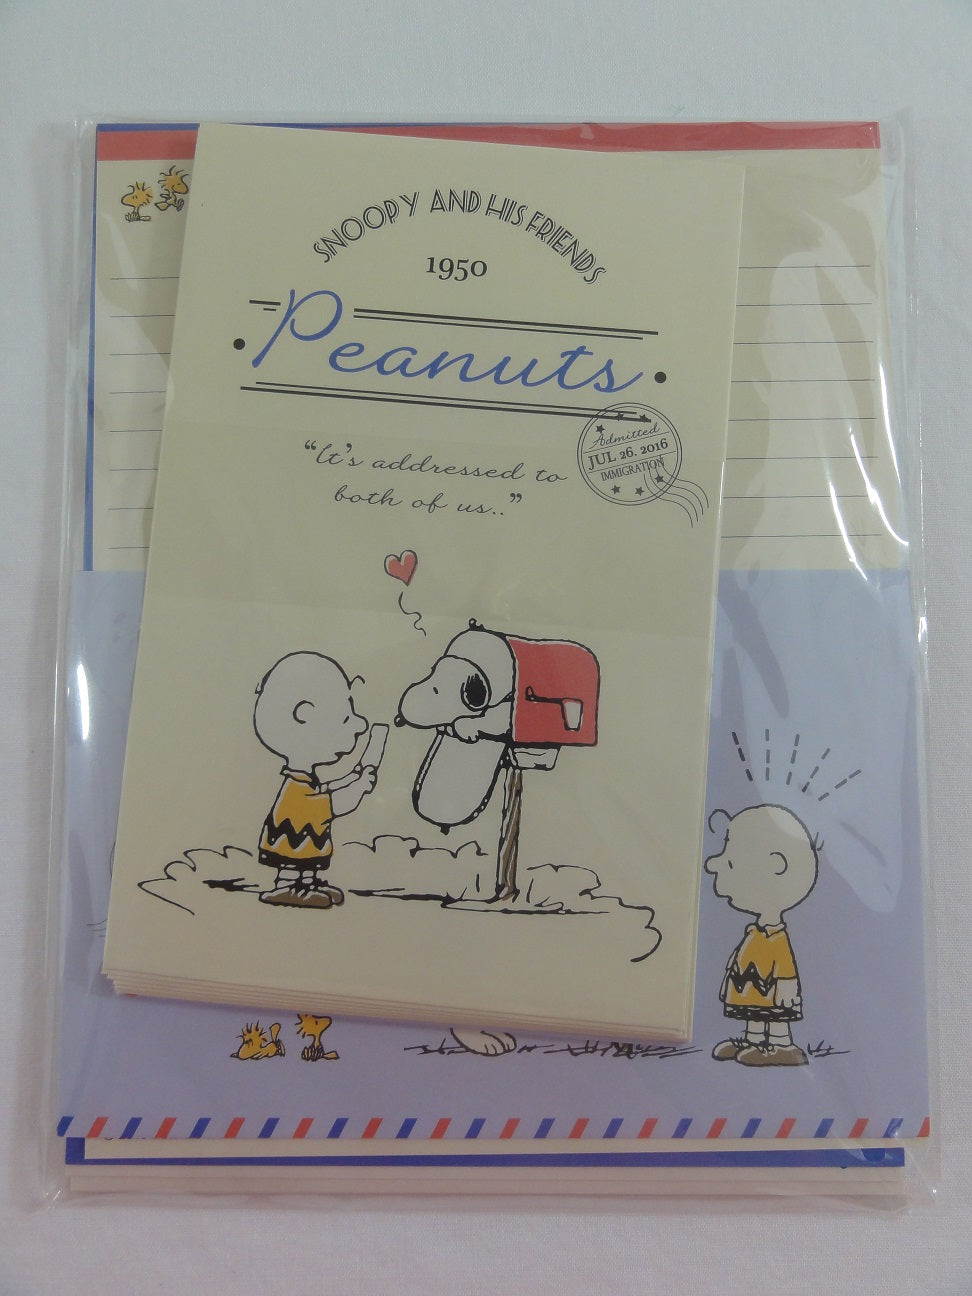 SNOOPY AND HIS FRIENDS
1950
Peanuts
"It's addressed to
both of us.."
Admitted
JUL 26. 2016
IMMIGRATION